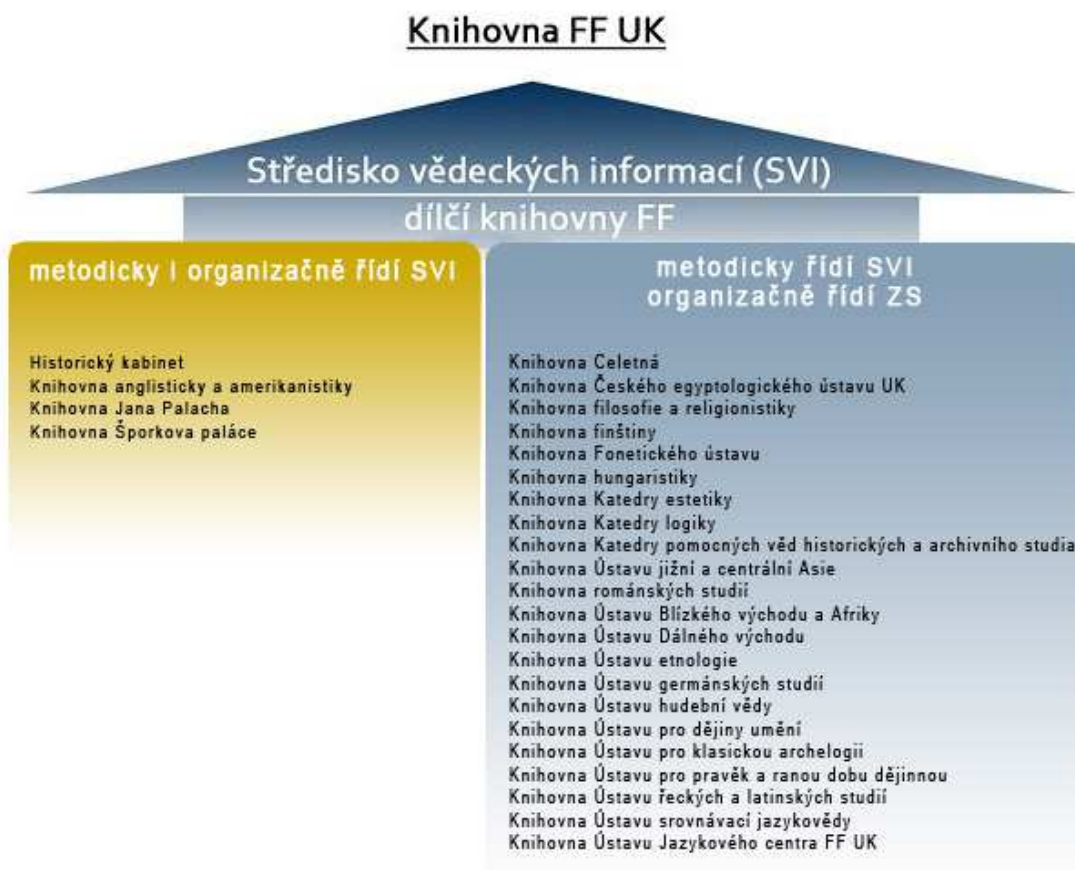 Knihovna FF UK
Středisko vědeckých informací (SVI)
dílčí knihovny FF
metodicky i organizačně řídí SVI
Historický kabinet
Knihovna anglisticky a amerikanistiky
Knihovna Jana Palacha
Knihovna Šporkova paláce
metodicky řídí SVI
organizačně řídí ZS
Knihovna Celetná
Knihovna Českého egyptologického ústavu UK
Knihovna filosofie a religionistiky
Knihovna finštiny
Knihovna Fonetického ústavu
Knihovna hungaristiky
Knihovna Katedry estetiky
Knihovna Katedry logiky
Knihovna Katedry pomocných věd historických a archivního studia
Knihovna Ústavu jižní a centrální Asie
Knihovna románských studií
Knihovna Ústavu Blízkého východu a Afriky
Knihovna Ústavu Dálného východu
Knihovna Ústavu etnologie
Knihovna Ústavu germánských studií
Knihovna Ústavu hudební vědy
Knihovna Ústavu pro dějiny umění
Knihovna Ústavu pro klasickou archelogii
Knihovna Ústavu pro pravěk a ranou dobu dějinnou
Knihovna Ústavu řeckých a latinských studií
Knihovna Ústavu srovnávací jazykovědy
Knihovna Ústavu Jazykového centra FF UK